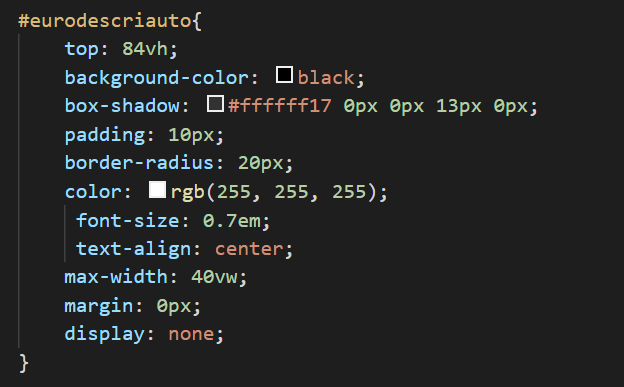 #eurodescriauto{
    top: 84vh;
    background-color: black;
    box-shadow: #ffffff17 0px 0px 13px 0px;
    padding: 10px;
    border-radius: 20px;
    color: rgb(255, 255, 255);
     font-size: 0.7em;
     text-align: center;
    max-width: 40vw;
    margin: 0px;
    display: none;
}